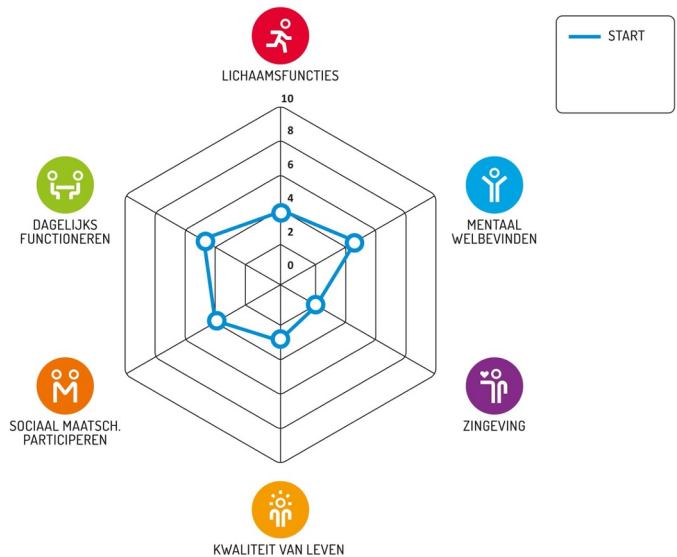 START
LICHAAMSFUNCTIES
10
8
6
4
2
0
DAGELIJKS
FUNCTIONEREN
MENTAAL
WELBEVINDEN
SOCIAAL MAATSCH.
PARTICIPEREN
ZINGEVING
KWALITEIT VAN LEVEN